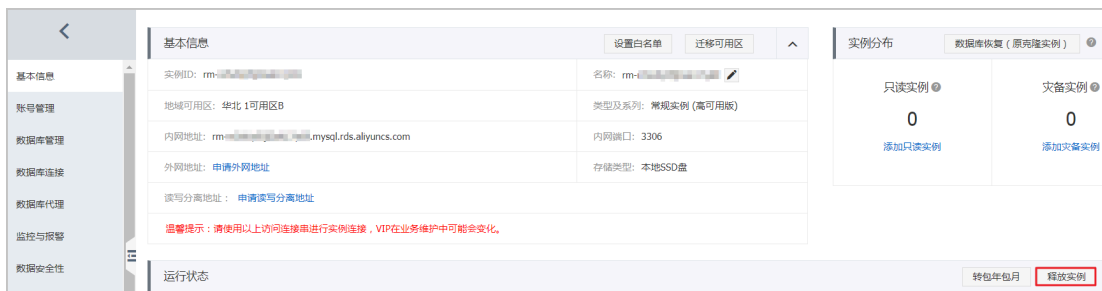 基本信息
账号管理
数据库管理
数据库连接
数据库代理
监控与报警
数据安全性
基本信息 设置白名单 迁移可用区
实例ID: rm- 名称: rm-
地域可用区: 华北 1可用区B 类型及系列: 常规实例 (高可用版)
内网地址: rm- .mysql.rds.aliyuncs.com 内网端口: 3306
外网地址: 申请外网地址 存储类型: 本地SSD盘
读写分离地址: 申请读写分离地址
温馨提示：请使用以上访问连接串进行实例连接，VIP在业务维护中可能会变化。
运行状态 转包年包月 释放实例
实例分布 数据库恢复（原克隆实例）
只读实例 灾备实例
0 0
添加只读实例 添加灾备实例